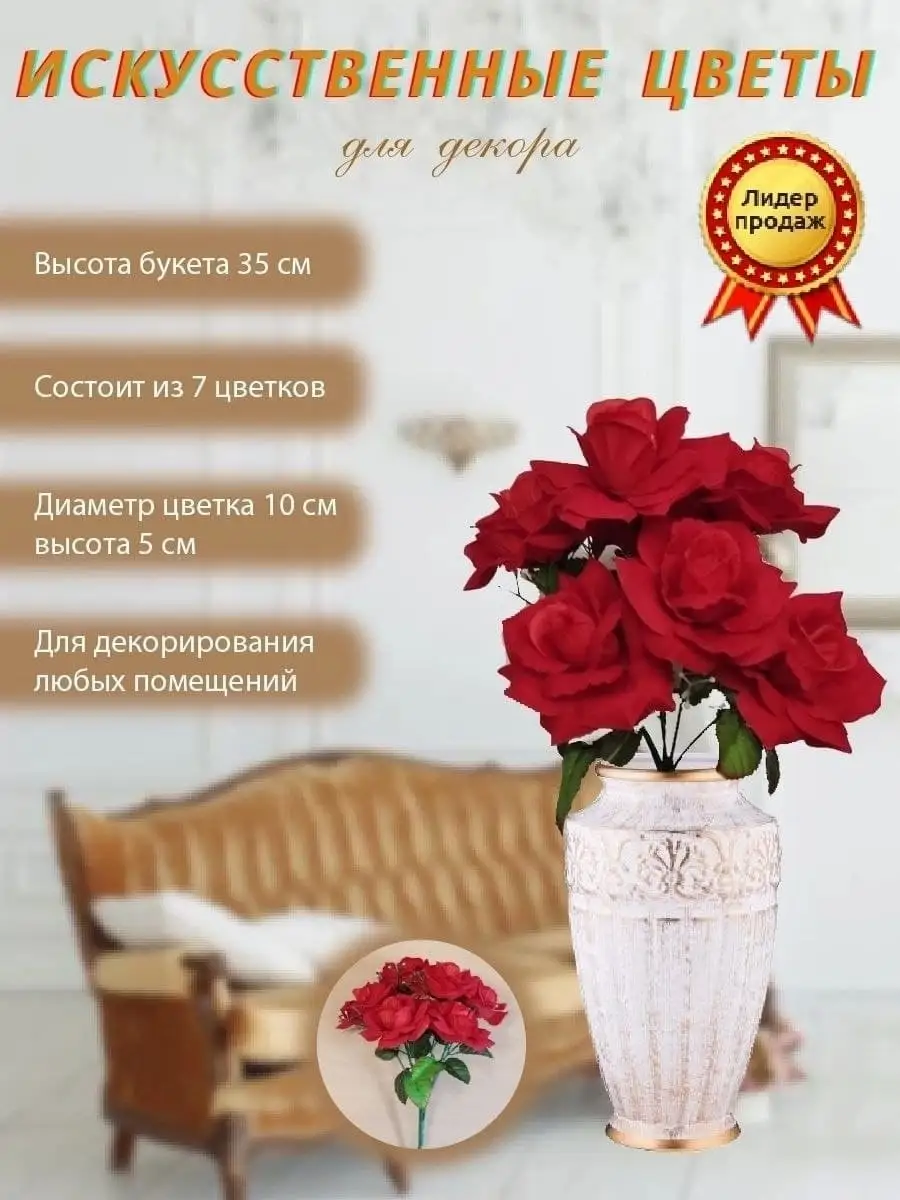 ИСКУССТВЕННЫЕ ЦВЕТЫ
для декора
Лидер
продаж
Высота букета 35 см
Состоит из 7 цветков
Диаметр цветка 10 см
высота 5 см
Для декорирования
любых помещений